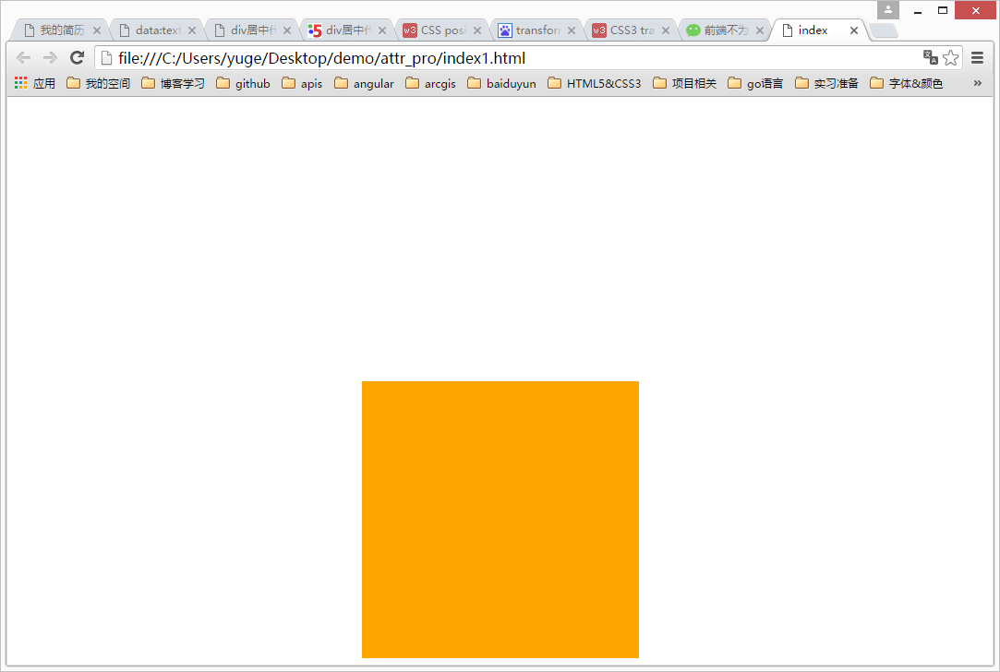 我的简历 data:text div居中f div居中f CSS posi transfor CSS3 tra 前端不为 index
file:///C:/Users/yuge/Desktop/demo/attr_pro/index1.html
应用 我的空间 博客学习 github apis angular arcgis baiduyun HTML5&CSS3 项目相关 go语言 实习准备 字体&颜色 »